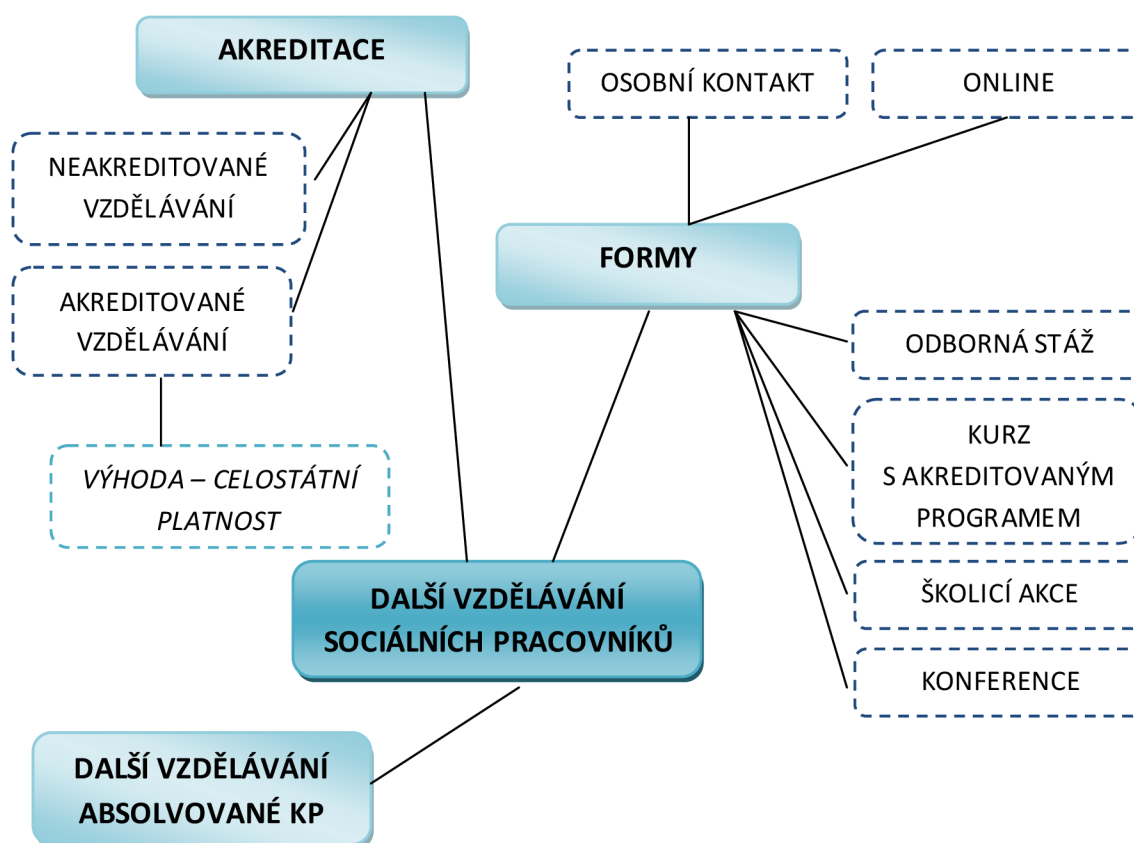 AKREDITACE
OSOBNÍ KONTAKT
ONLINE
NEAKREDITOVANÉ
VZDĚLÁVÁNÍ
FORMY
AKREDITOVANÉ
VZDĚLÁVÁNÍ
ODBORNÁ STÁŽ
KURZ
S AKREDITOVANÝM
PROGRAMEM
VÝHODA – CELOSTÁTNÍ
PLATNOST
ŠKOLICÍ AKCE
DALŠÍ VZDĚLÁVÁNÍ
SOCIÁLNÍCH PRACOVNÍKŮ
KONFERENCE
DALŠÍ VZDĚLÁVÁNÍ
ABSOLVOVANÉ KP